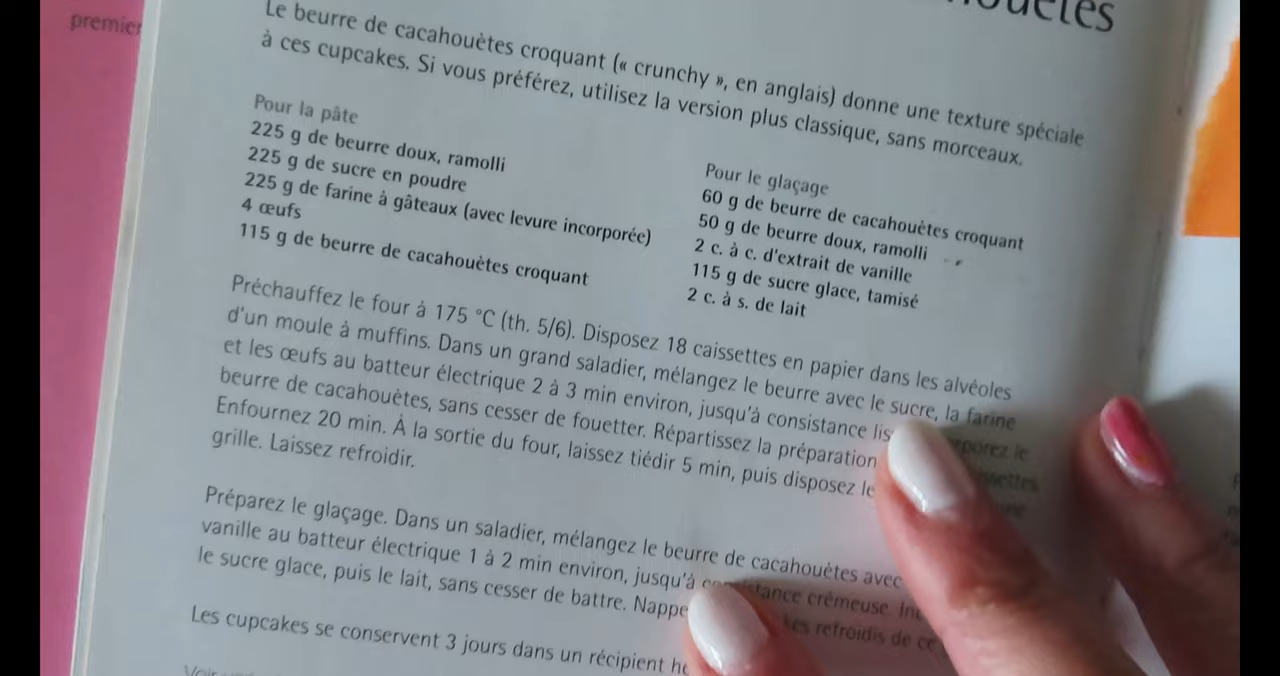 premier
Le beurre de cacahouètes croquant (« crunchy », en anglais) donne une texture spéciale
à ces cupcakes. Si vous préférez, utilisez la version plus classique, sans morceaux.
Pour la pâte
225 g de beurre doux, ramolli
225 g de sucre en poudre
225 g de farine à gâteaux (avec levure incorporée)
4 œufs
115 g de beurre de cacahouètes croquant
Pour le glaçage
60 g de beurre de cacahouètes croquant
50 g de beurre doux, ramolli
2 c. à c. d'extrait de vanille
115 g de sucre glace, tamisé
2 c. à s. de lait
Préchauffez le four à 175 °C (th. 5/6). Disposez 18 caissettes en papier dans les alvéoles
d'un moule à muffins. Dans un grand saladier, mélangez le beurre avec le sucre, la farine
et les œufs au batteur électrique 2 à 3 min environ, jusqu'à consistance
beurre de cacahouètes, sans cesser de fouetter. Répartissez la préparation
Enfournez 20 min. À la sortie du four, laissez tiédir 5 min, puis disposez
grille. Laissez refroidir.
Préparez le glaçage. Dans un saladier, mélangez le beurre de cacahouètes avec
vanille au batteur électrique 1 à 2 min environ, jusqu'à consistance crémeuse.
le sucre glace, puis le lait, sans cesser de battre. refroidis de ce
Les cupcakes se conservent 3 jours dans un récipient